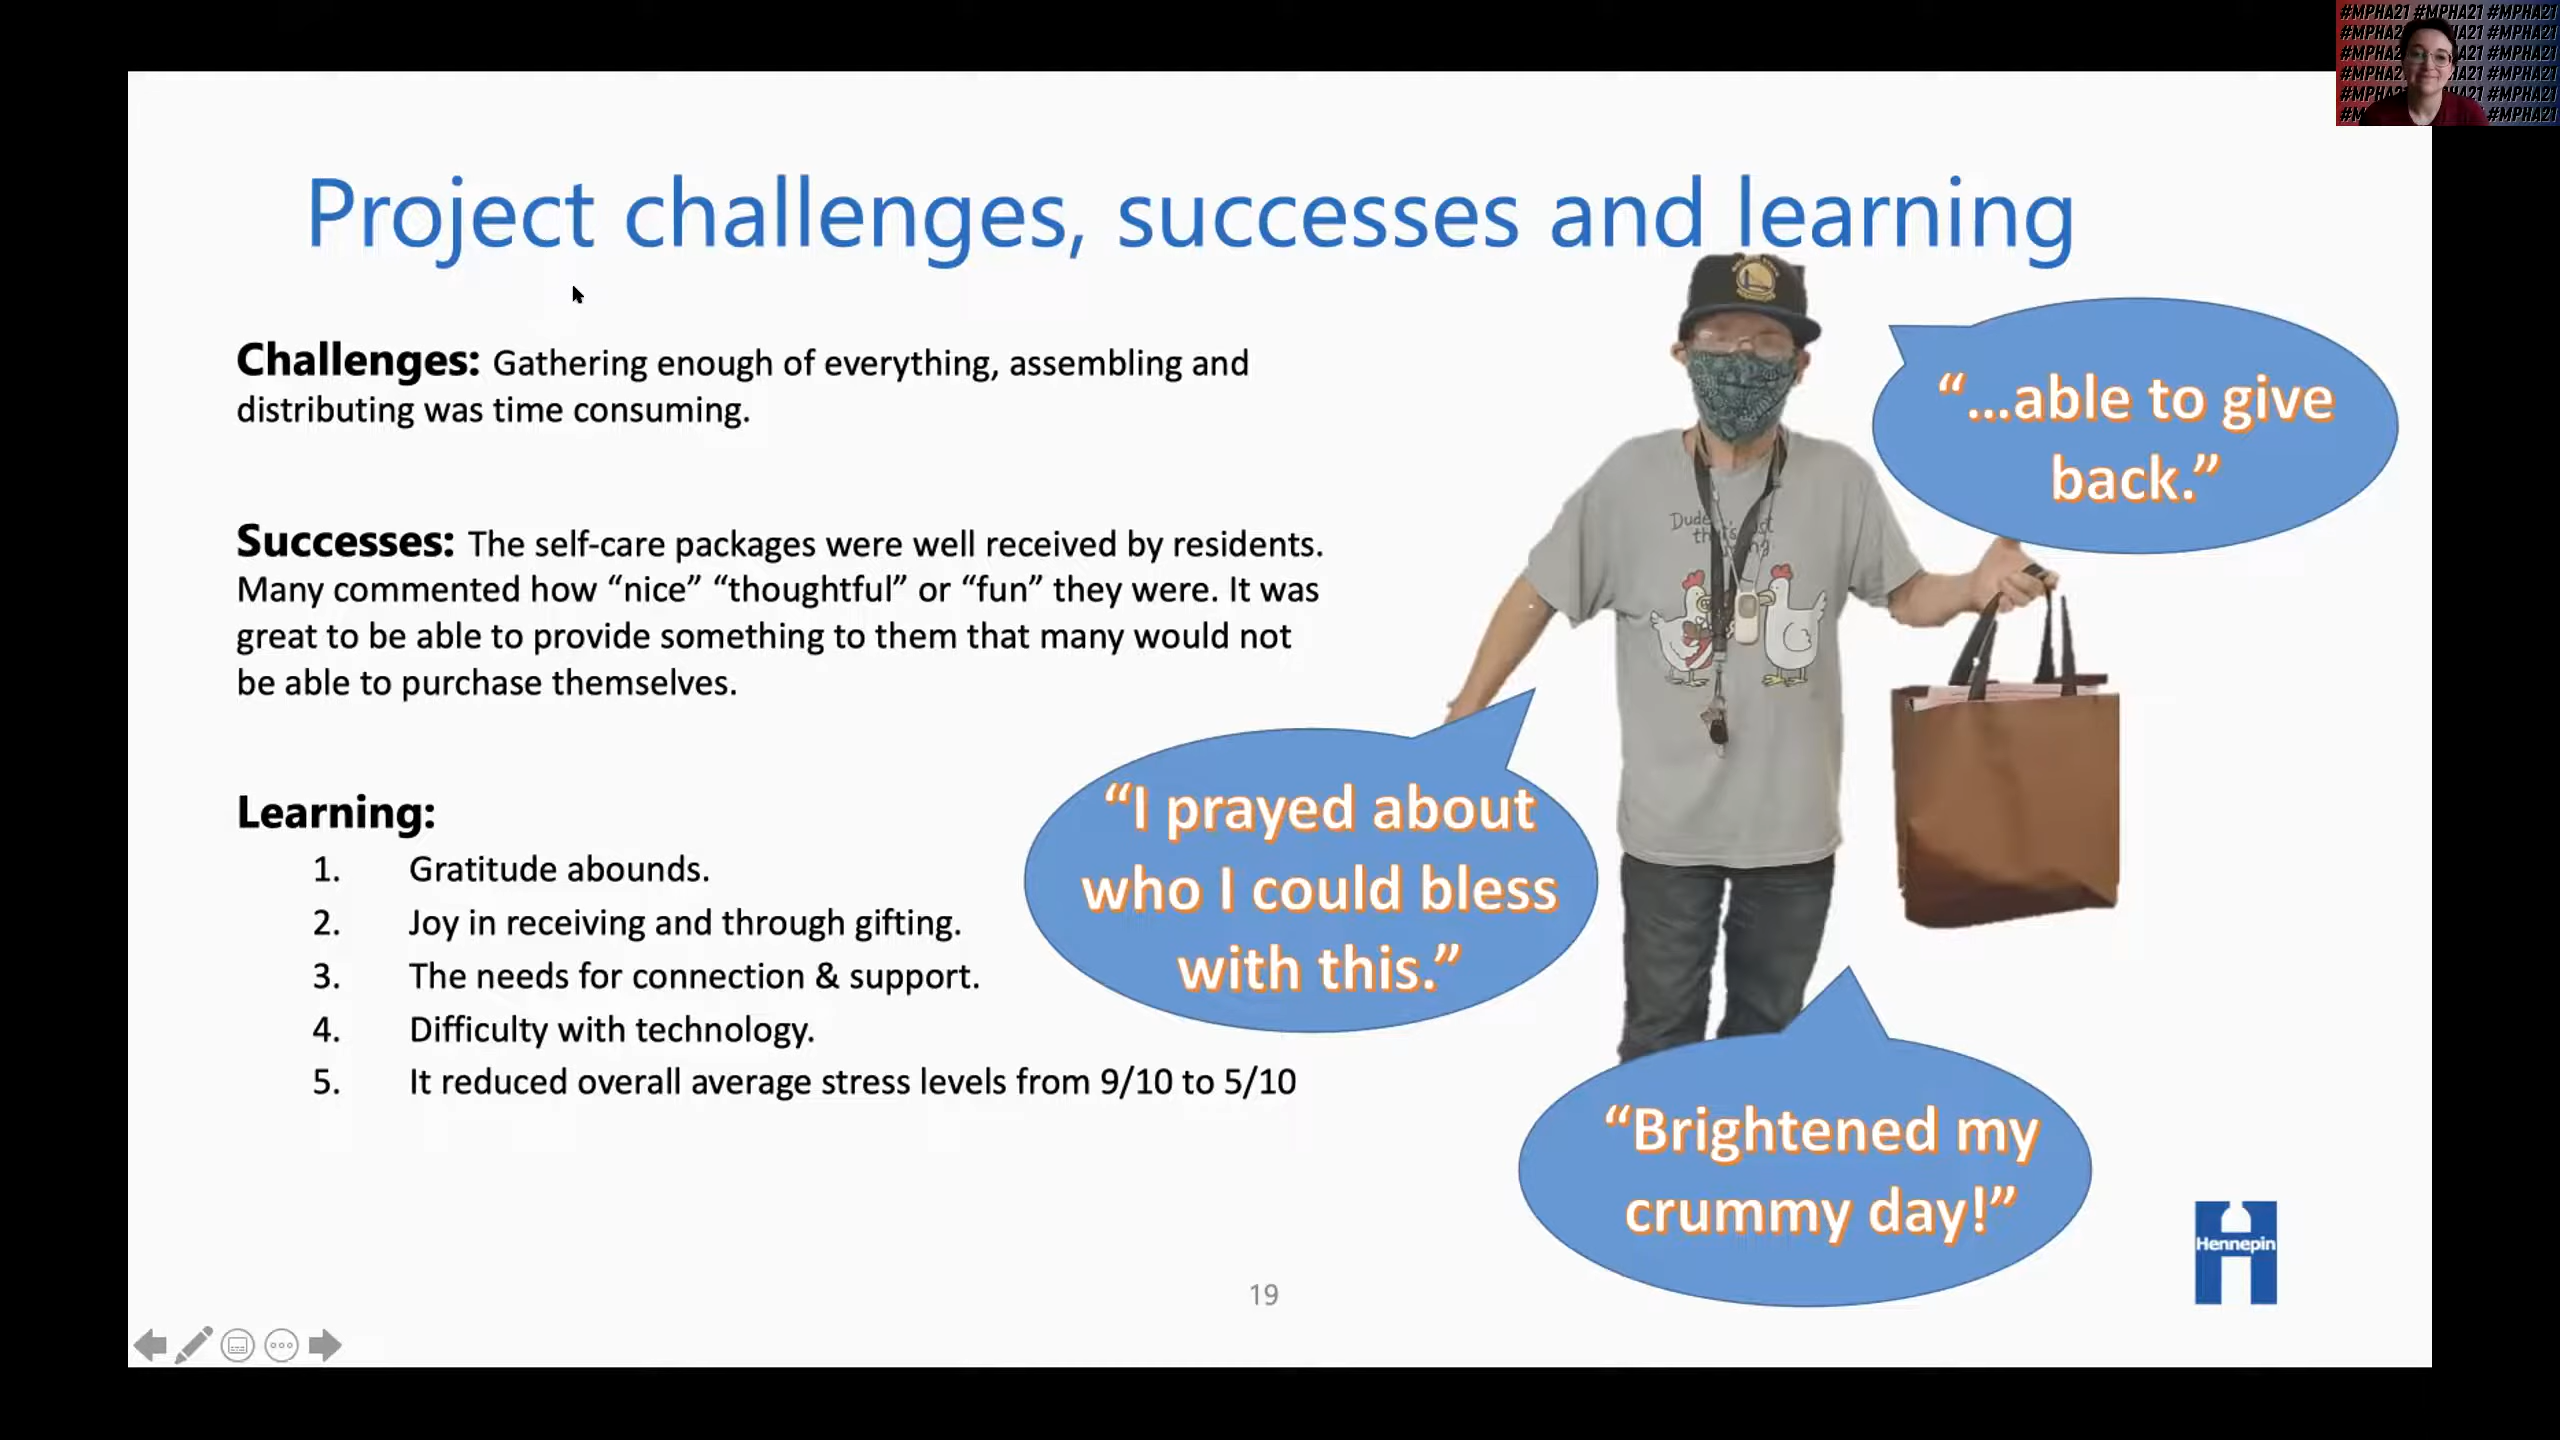 #MPHA21 #MPHA21 #MPHA21
Project challenges, successes and learning
Challenges: Gathering enough of everything, assembling and
distributing was time consuming.
Successes: The self-care packages were well received by residents.
Many commented how “nice” “thoughtful” or “fun” they were. It was
great to be able to provide something to them that many would not
be able to purchase themselves.
Learning:
1. Gratitude abounds.
2. Joy in receiving and through gifting.
3. The needs for connection & support.
4. Difficulty with technology.
5. It reduced overall average stress levels from 9/10 to 5/10
“...able to give
back.”
Dude
“I prayed about
who I could bless
with this.”
“Brightened my
crummy day!”
Hennepin
19